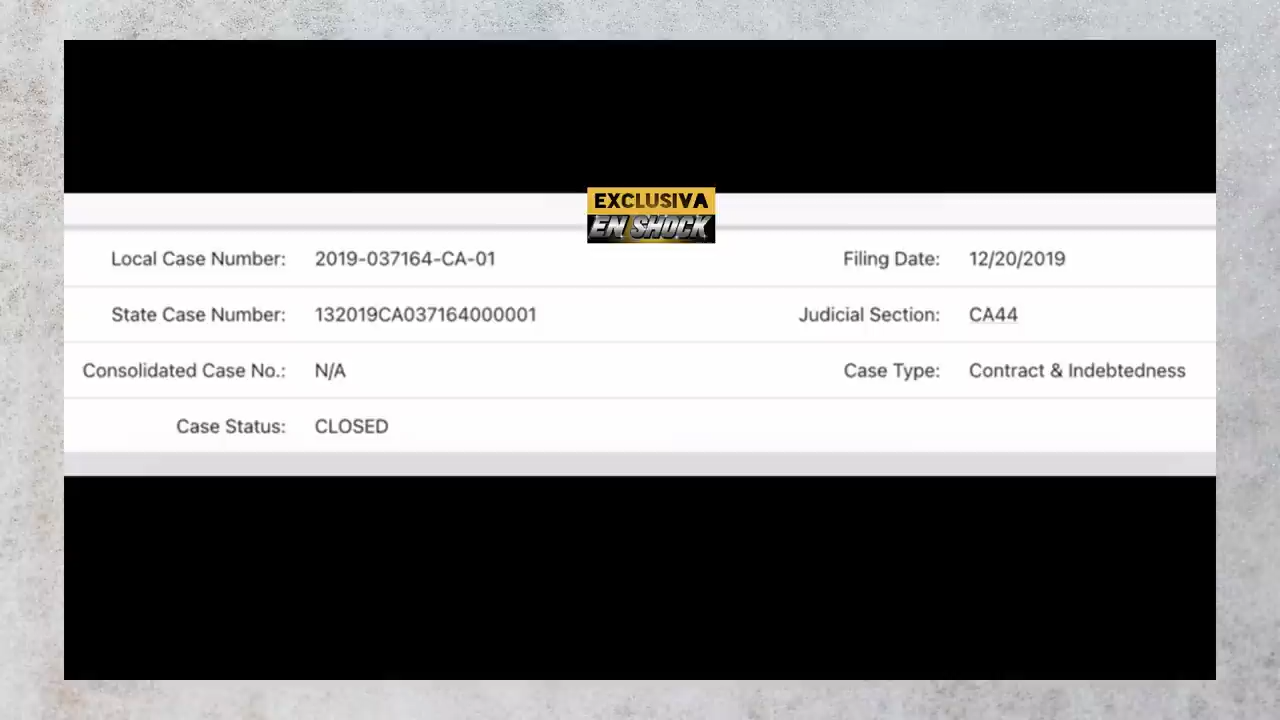 EXCLUSIVA
EN SHOCK
Local Case Number: 2019-037164-CA-01 Filing Date: 12/20/2019
State Case Number: 132019CA037164000001 Judicial Section: CA44
Consolidated Case No.: N/A Case Type: Contract & Indebtedness
Case Status: CLOSED